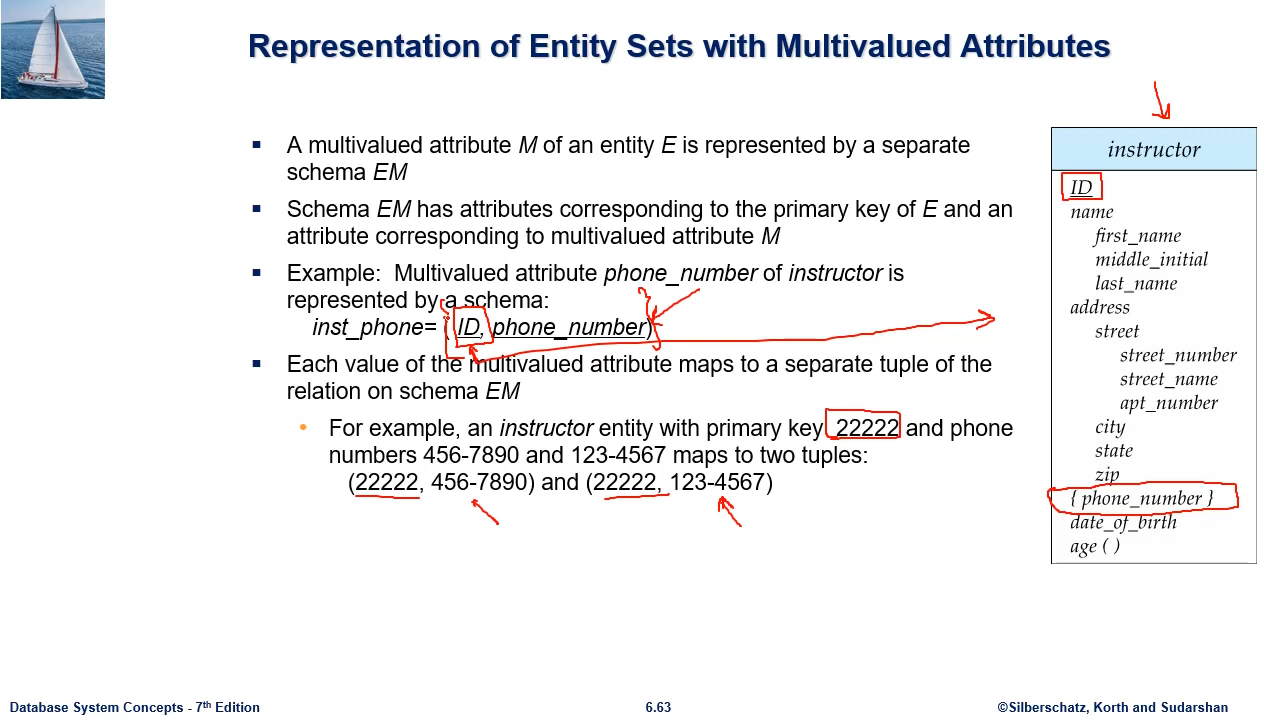 Representation of Entity Sets with Multivalued Attributes
A multivalued attribute M of an entity E is represented by a separate
schema EM
Schema EM has attributes corresponding to the primary key of E and an
attribute corresponding to multivalued attribute M
Example: Multivalued attribute phone_number of instructor is
represented by a schema:
inst_phone= ( ID, phone_number)
Each value of the multivalued attribute maps to a separate tuple of the
relation on schema EM
For example, an instructor entity with primary key 22222 and phone
numbers 456-7890 and 123-4567 maps to two tuples:
(22222, 456-7890) and (22222, 123-4567)
instructor
ID
name
first_name
middle_initial
last_name
address
street
street_number
street_name
apt_number
city
state
zip
{ phone_number }
date_of_birth
age ( )
Database System Concepts - 7th Edition
6.63
©Silberschatz, Korth and Sudarshan